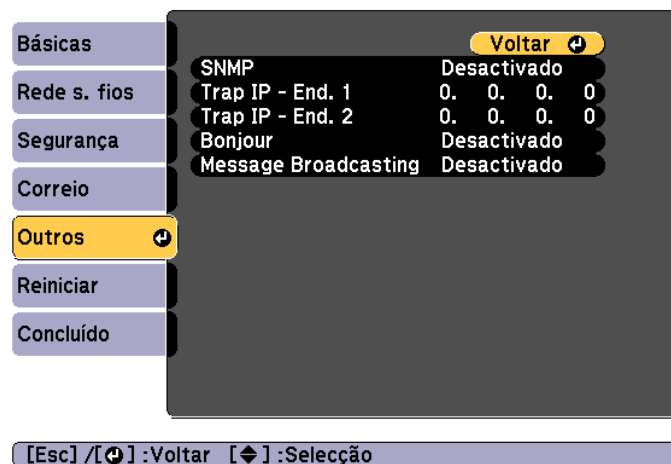 Básicas
Rede s. fios
Segurança
Correio
Outros
Reiniciar
Concluído
Voltar
SNMP Desactivado
Trap IP - End. 1 0. 0. 0. 0
Trap IP - End. 2 0. 0. 0. 0
Bonjour Desactivado
Message Broadcasting Desactivado
[Esc] /[⏎] :Voltar [◆] :Selecção